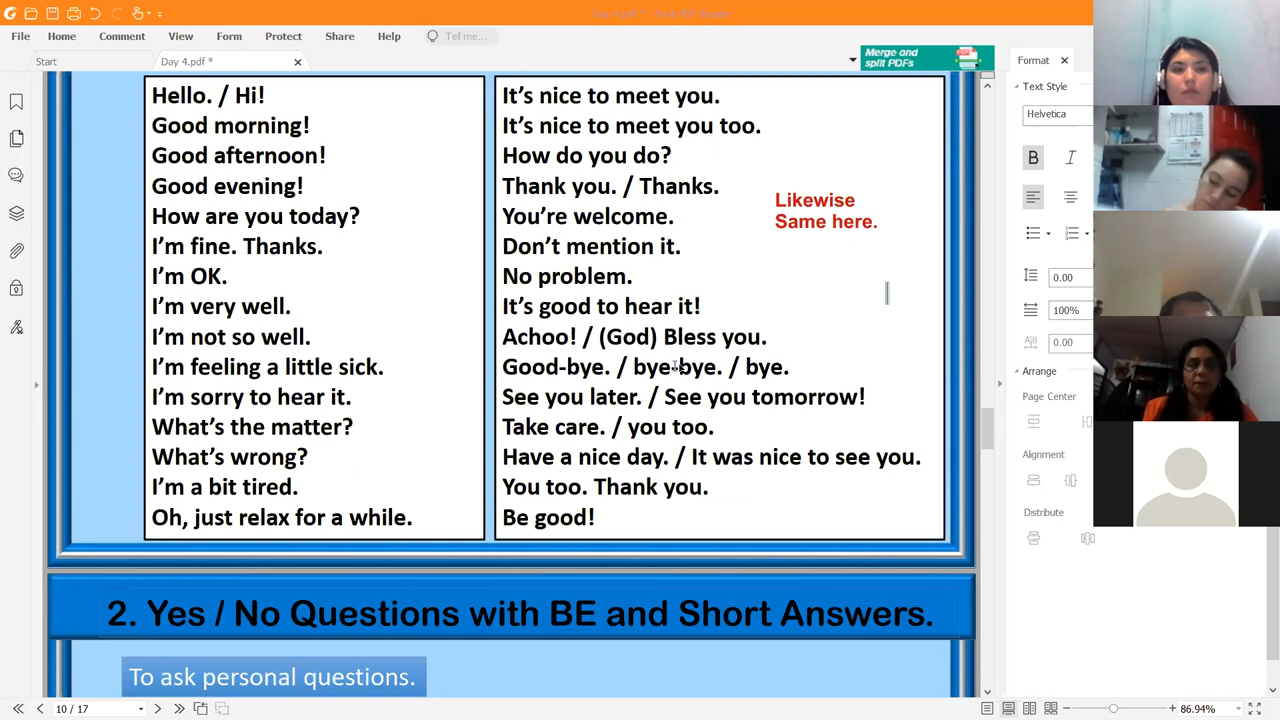 File Home Comment View Form Protect Share Help Tell me...
Merge and
split PDFs
Start Day 4.pdf *
Hello. / Hi!
Good morning!
Good afternoon!
Good evening!
How are you today?
I'm fine. Thanks.
I'm OK.
I'm very well.
I'm not so well.
I'm feeling a little sick.
I'm sorry to hear it.
What's the matter?
What's wrong?
I'm a bit tired.
Oh, just relax for a while.
It's nice to meet you.
It's nice to meet you too.
How do you do?
Thank you. / Thanks.
You're welcome.
Don't mention it.
No problem.
It's good to hear it!
Achoo! / (God) Bless you.
Good-bye. / bye-bye. / bye.
See you later. / See you tomorrow!
Take care. / you too.
Have a nice day. / It was nice to see you.
You too. Thank you.
Be good!
Likewise
Same here.
2. Yes / No Questions with BE and Short Answers.
To ask personal questions.
Format
Text Style
Helvetica
B I
0.00
100%
0.00
Arrange
Page Center
Alignment
Distribute
10 / 17
86.94%